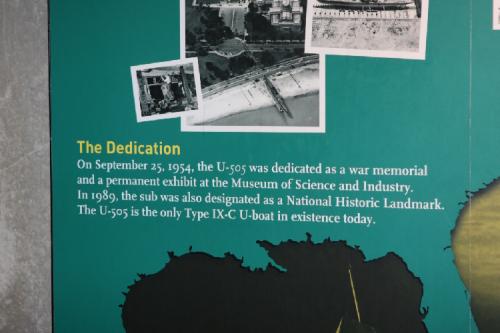 The Dedication
On September 25, 1954, the U-505 was dedicated as a war memorial
and a permanent exhibit at the Museum of Science and Industry.
In 1989, the sub was also designated as a National Historic Landmark.
The U-505 is the only Type IX-C U-boat in existence today.